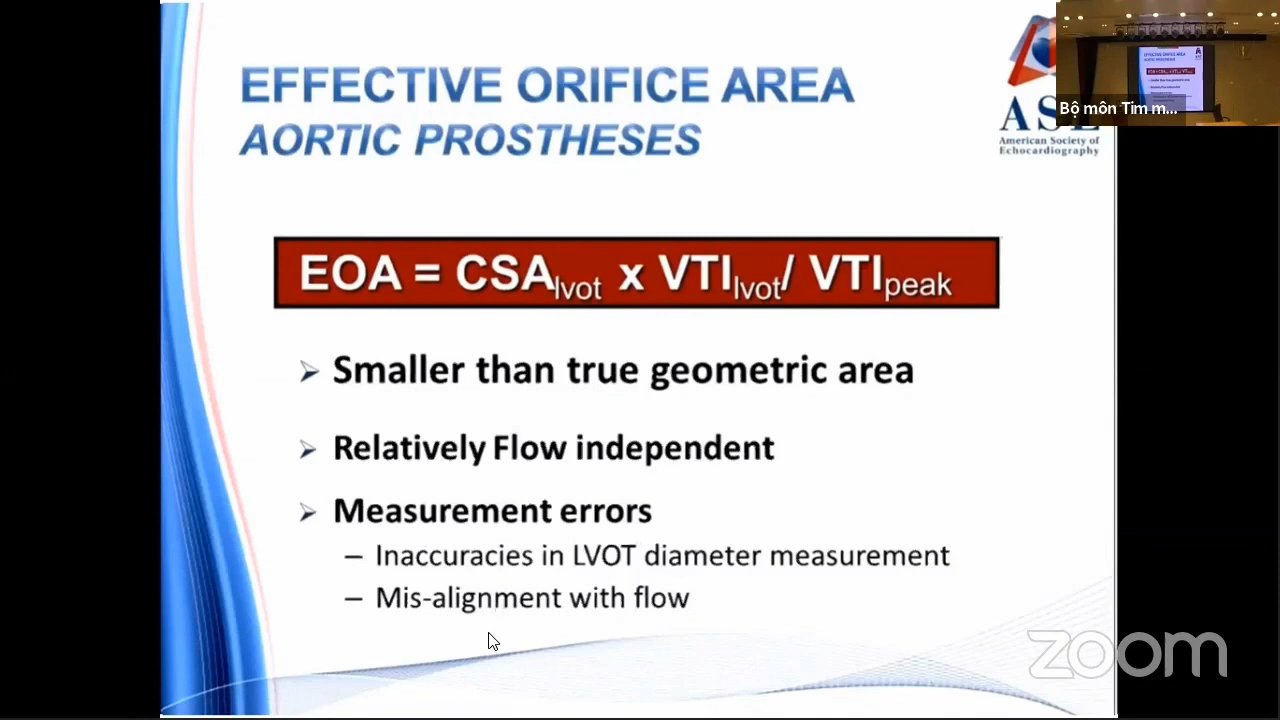 EFFECTIVE ORIFICE AREA
AORTIC PROSTHESES
American Society of
Echocardiography
Bộ môn Tim m...
EOA = CSAlvot x VTIlvot/ VTIpeak
➢ Smaller than true geometric area
➢ Relatively Flow independent
➢ Measurement errors
– Inaccuracies in LVOT diameter measurement
– Mis-alignment with flow
zoom